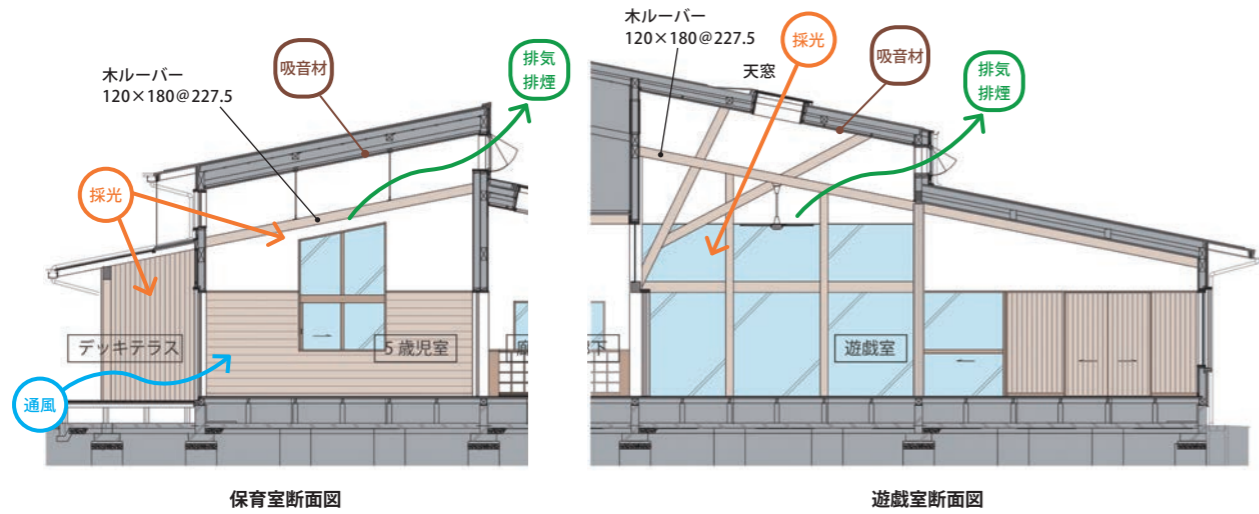 木ルーバー
120×180@227.5
吸音材
排気
排煙
採光
デッキテラス
5歳児室
通風
保育室断面図
木ルーバー
120×180@227.5
採光
天窓
吸音材
排気
排煙
遊戯室
遊戯室断面図